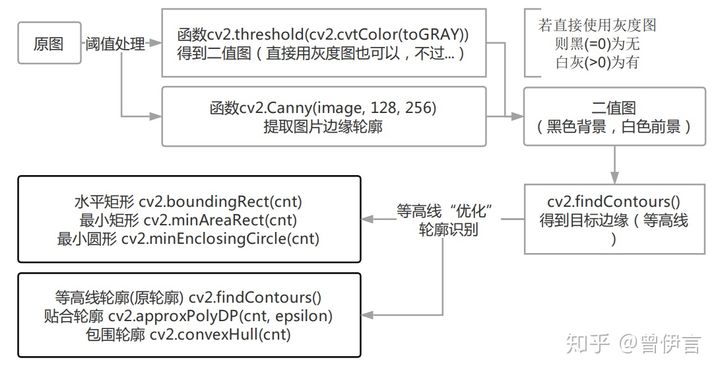 原图
阈值处理
函数cv2.threshold(cv2.cvtColor(toGRAY))
得到二值图（直接用灰度图也可以，不过...）
若直接使用灰度图
则黑(=0)为无
白灰(>0)为有
函数cv2.Canny(image, 128, 256)
提取图片边缘轮廓
二值图
（黑色背景，白色前景）
水平矩形 cv2.boundingRect(cnt)
最小矩形 cv2.minAreaRect(cnt)
最小圆形 cv2.minEnclosingCircle(cnt)
等高线“优化”
轮廓识别
cv2.findContours()
得到目标边缘（等高线
）
等高线轮廓(原轮廓) cv2.findContours()
贴合轮廓 cv2.approxPolyDP(cnt, epsilon)
包围轮廓 cv2.convexHull(cnt)
知乎 @曾伊言